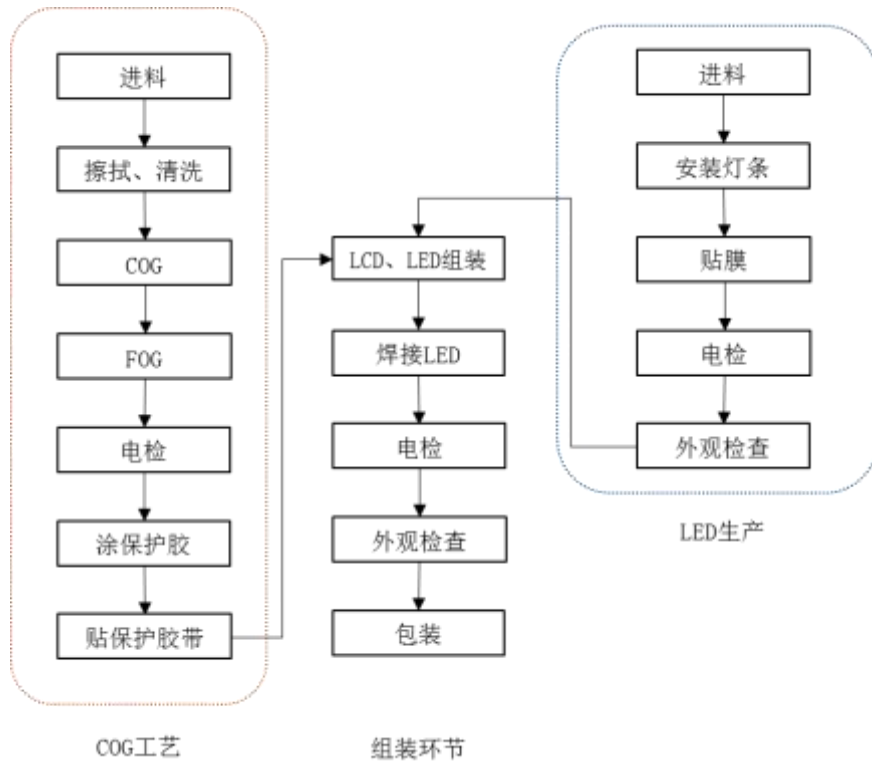 进料
擦拭、清洗
COG
FOG
电检
涂保护胶
贴保护胶带
COG工艺
LCD、LED组装
焊接LED
电检
外观检查
包装
组装环节
进料
安装灯条
贴膜
电检
外观检查
LED生产